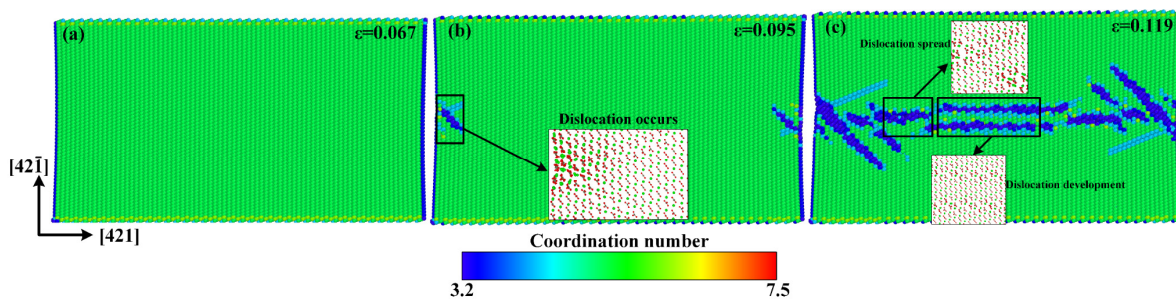 (a)
ε=0.067
(b)
ε=0.095
Dislocation occurs
(c)
ε=0.119
Dislocation spread
Dislocation development
[421̄]
[421]
Coordination number
3.2
7.5